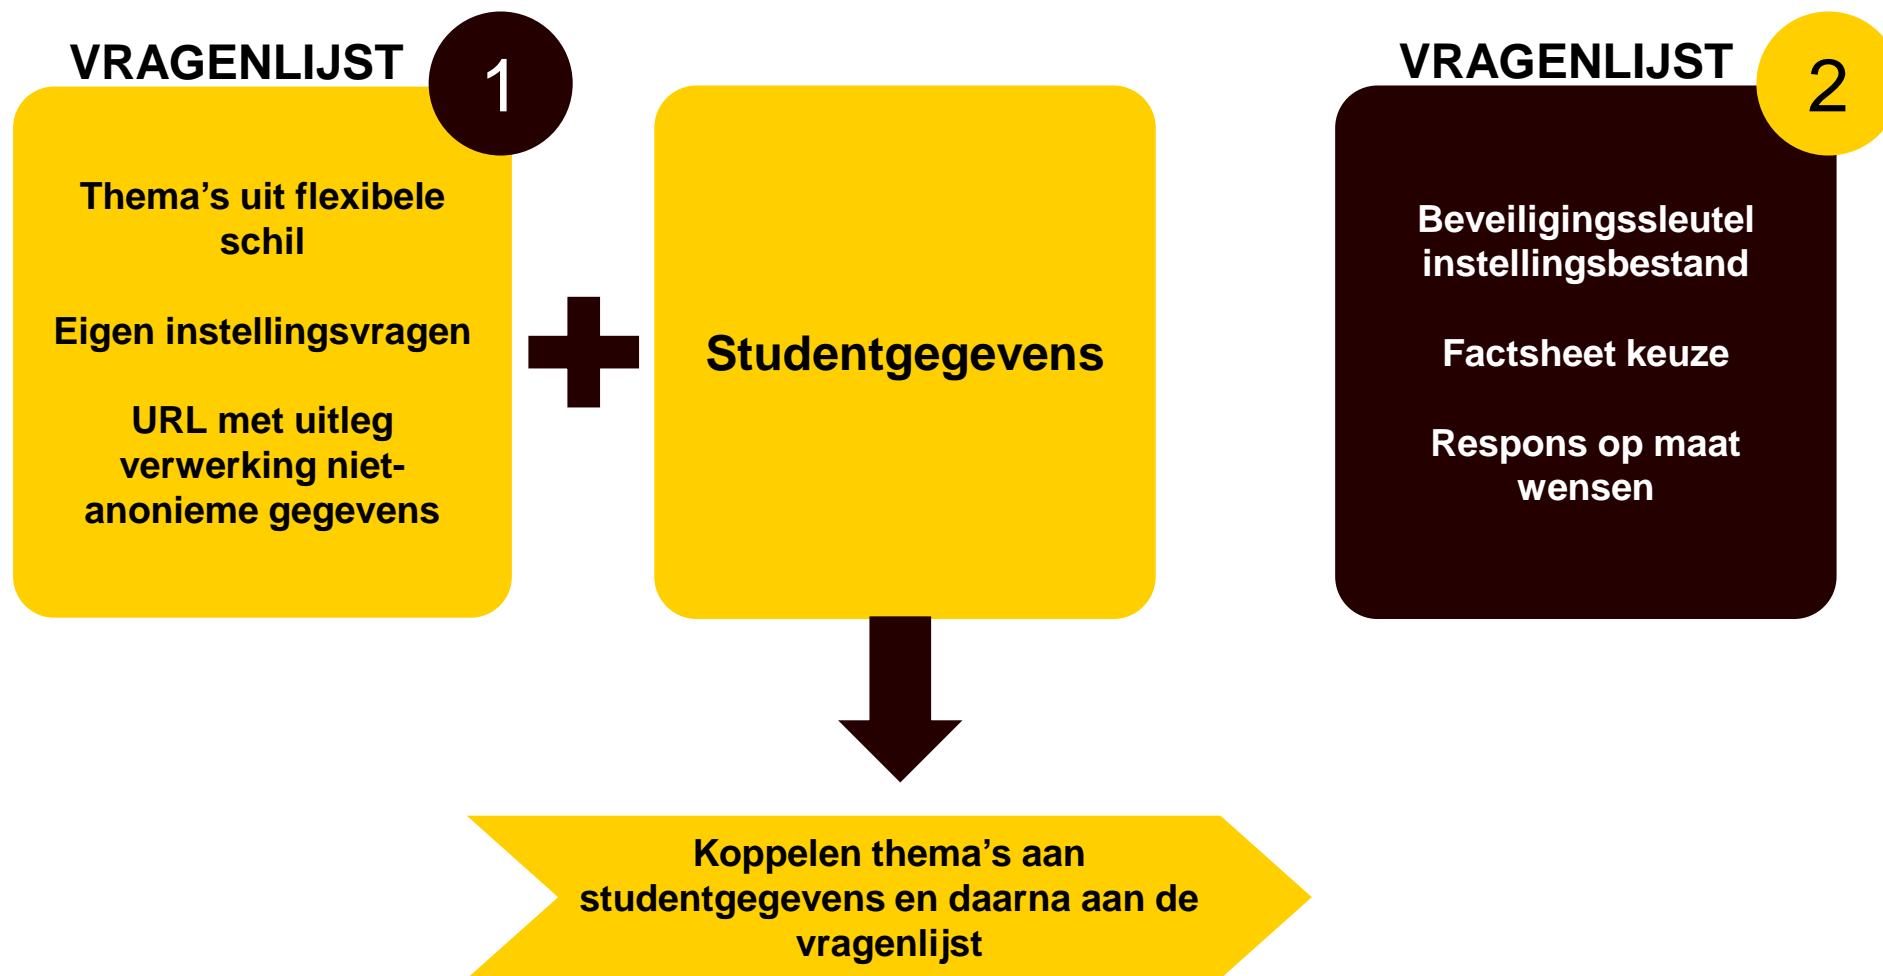 VRAGENLIJST
1
Thema’s uit flexibele
schil
Eigen instellingsvragen
URL met uitleg
verwerking niet-
anonieme gegevens
Studentgegevens
VRAGENLIJST
2
Beveiligingssleutel
instellingsbestand
Factsheet keuze
Respons op maat
wensen
Koppelen thema’s aan
studentgegevens en daarna aan de
vragenlijst